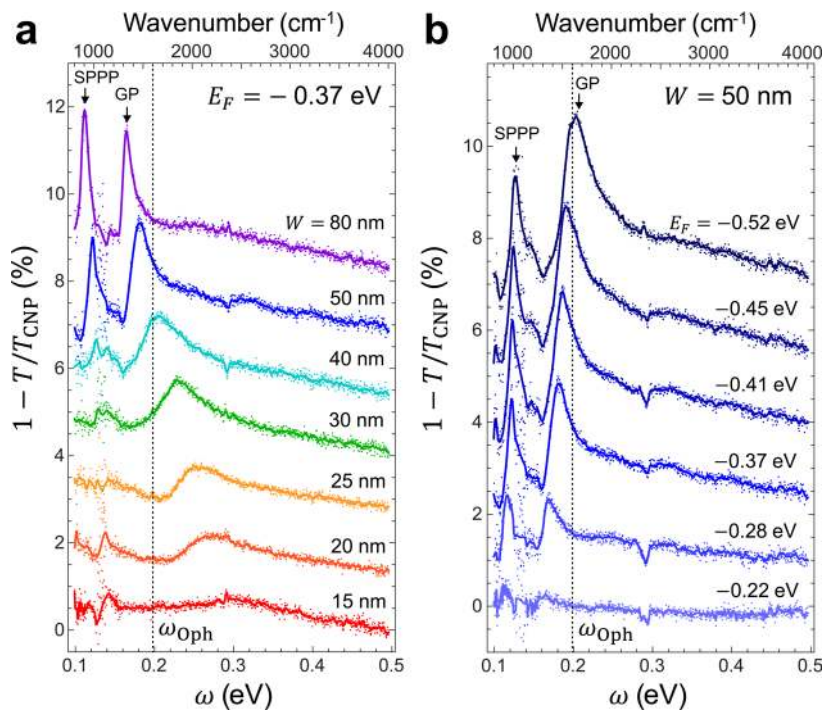 a
Wavenumber (cm⁻¹)
1000 2000 3000 4000
SPPP
GP
E_F = − 0.37 eV
W = 80 nm
50 nm
40 nm
30 nm
25 nm
20 nm
15 nm
ω_Oph
12
10
8
6
4
2
0
1 − T/T_CNP (%)
0.1 0.2 0.3 0.4 0.5
ω (eV)
b
Wavenumber (cm⁻¹)
1000 2000 3000 4000
SPPP
GP
W = 50 nm
E_F = −0.52 eV
−0.45 eV
−0.41 eV
−0.37 eV
−0.28 eV
−0.22 eV
ω_Oph
10
8
6
4
2
0
1 − T/T_CNP (%)
0.1 0.2 0.3 0.4 0.5
ω (eV)